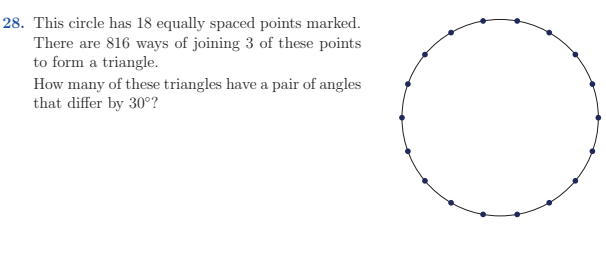 28. This circle has 18 equally spaced points marked.
There are 816 ways of joining 3 of these points
to form a triangle.
How many of these triangles have a pair of angles
that differ by 30°?